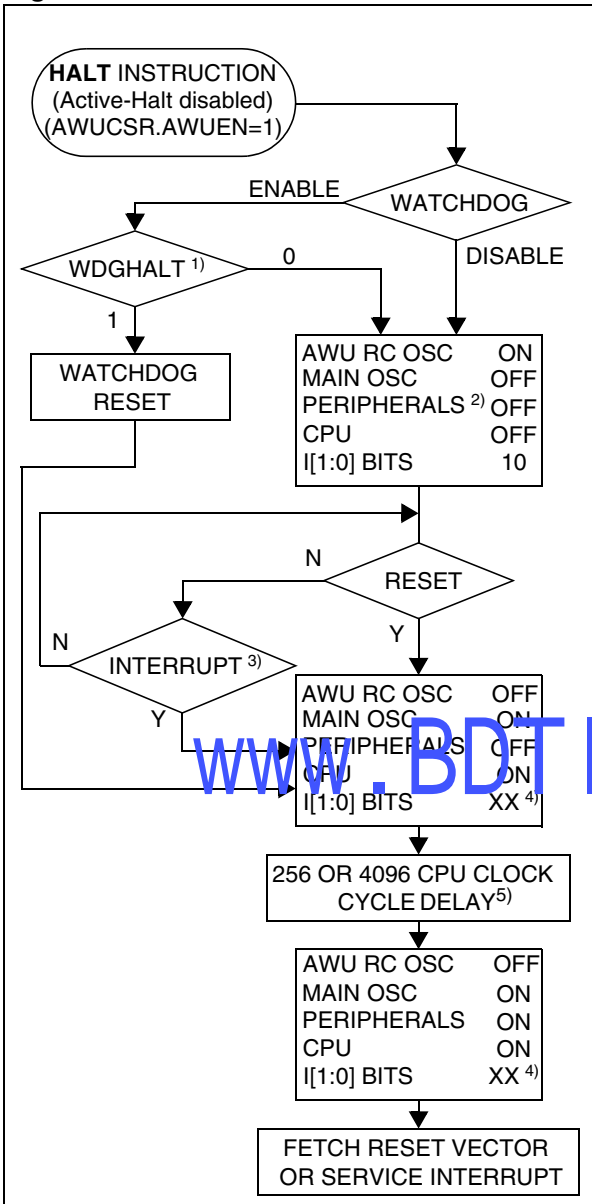 HALT INSTRUCTION
(Active-Halt disabled)
(AWUCSR.AWUEN=1)
WATCHDOG
ENABLE
DISABLE
WDGHALT 1)
0
1
WATCHDOG
RESET
AWU RC OSC ON
MAIN OSC OFF
PERIPHERALS 2) OFF
CPU OFF
I[1:0] BITS 10
RESET
N
Y
INTERRUPT 3)
N
Y
AWU RC OSC OFF
MAIN OSC ON
PERIPHERALS OFF
CPU ON
I[1:0] BITS XX 4)
www.BDT
256 OR 4096 CPU CLOCK
CYCLE DELAY5)
AWU RC OSC OFF
MAIN OSC ON
PERIPHERALS ON
CPU ON
I[1:0] BITS XX 4)
FETCH RESET VECTOR
OR SERVICE INTERRUPT